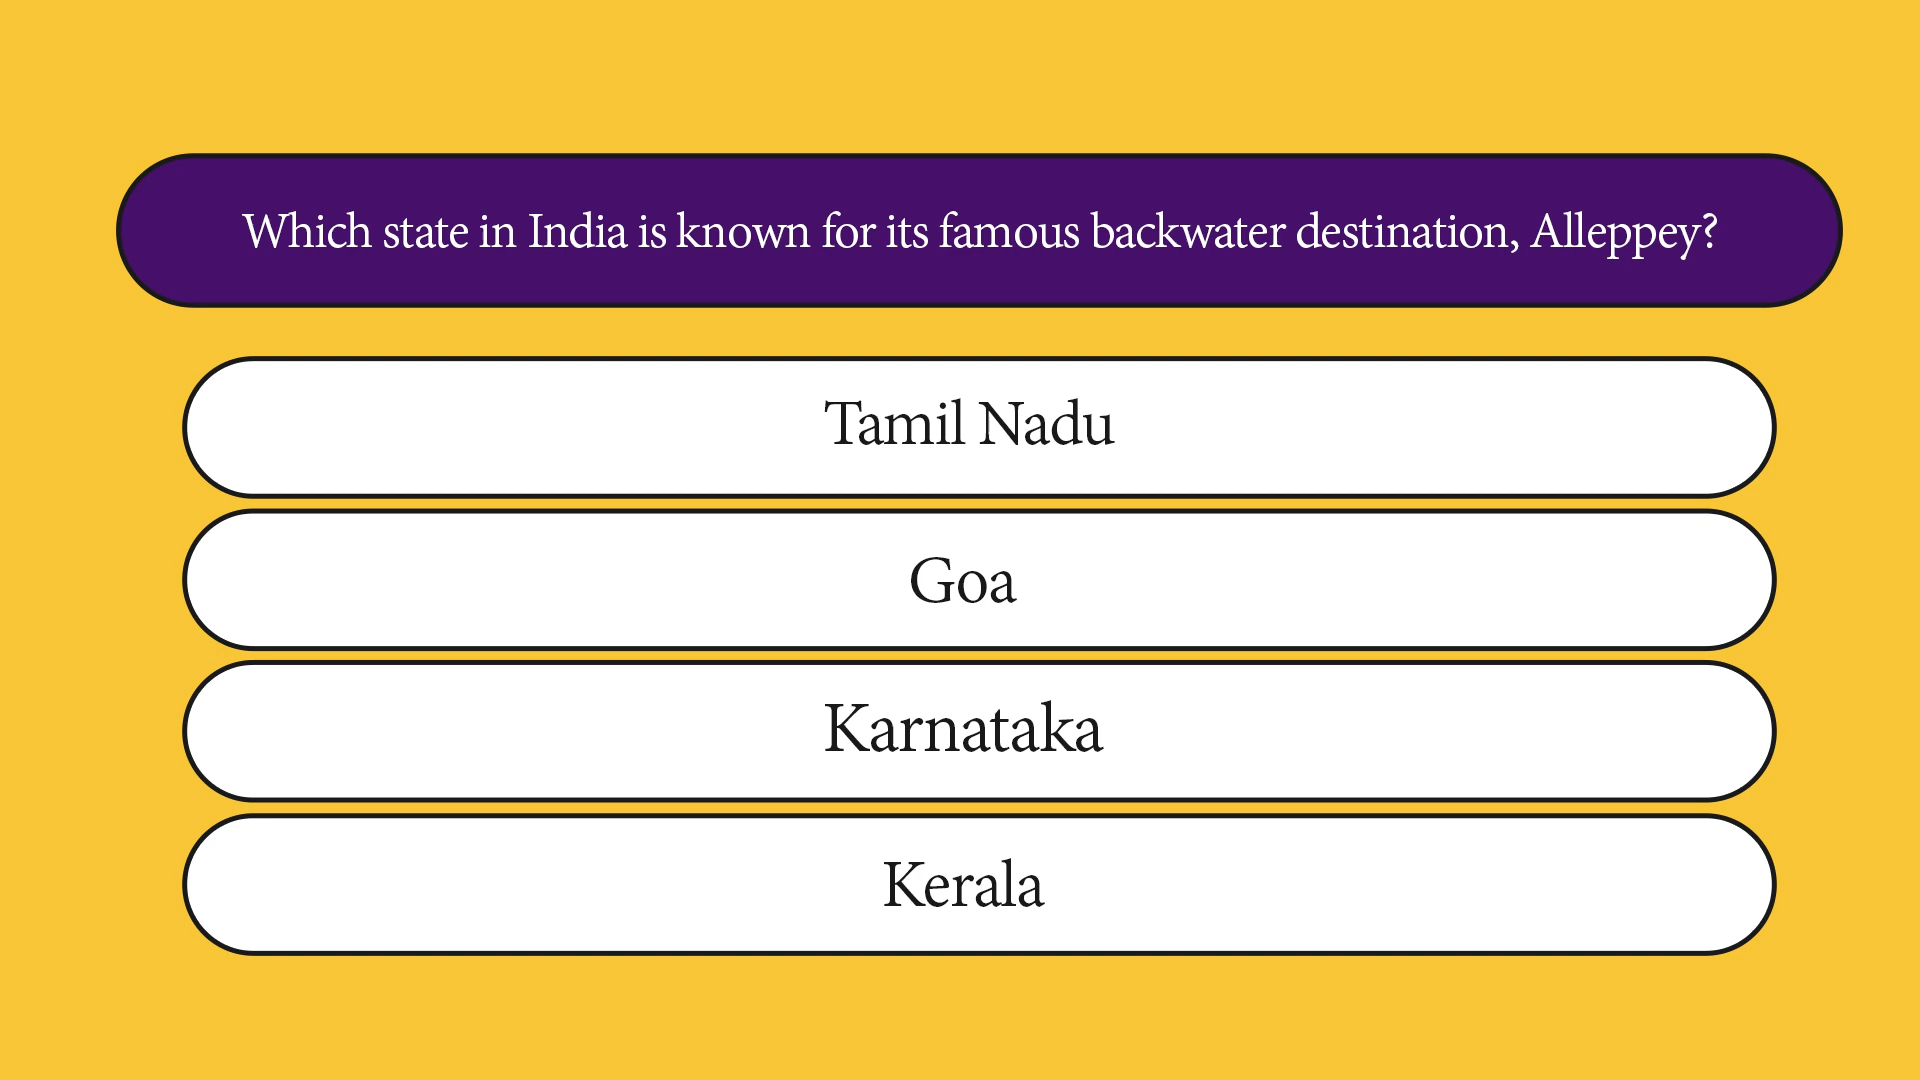 Which state in India is known for its famous backwater destination, Alleppey?
Tamil Nadu
Goa
Karnataka
Kerala